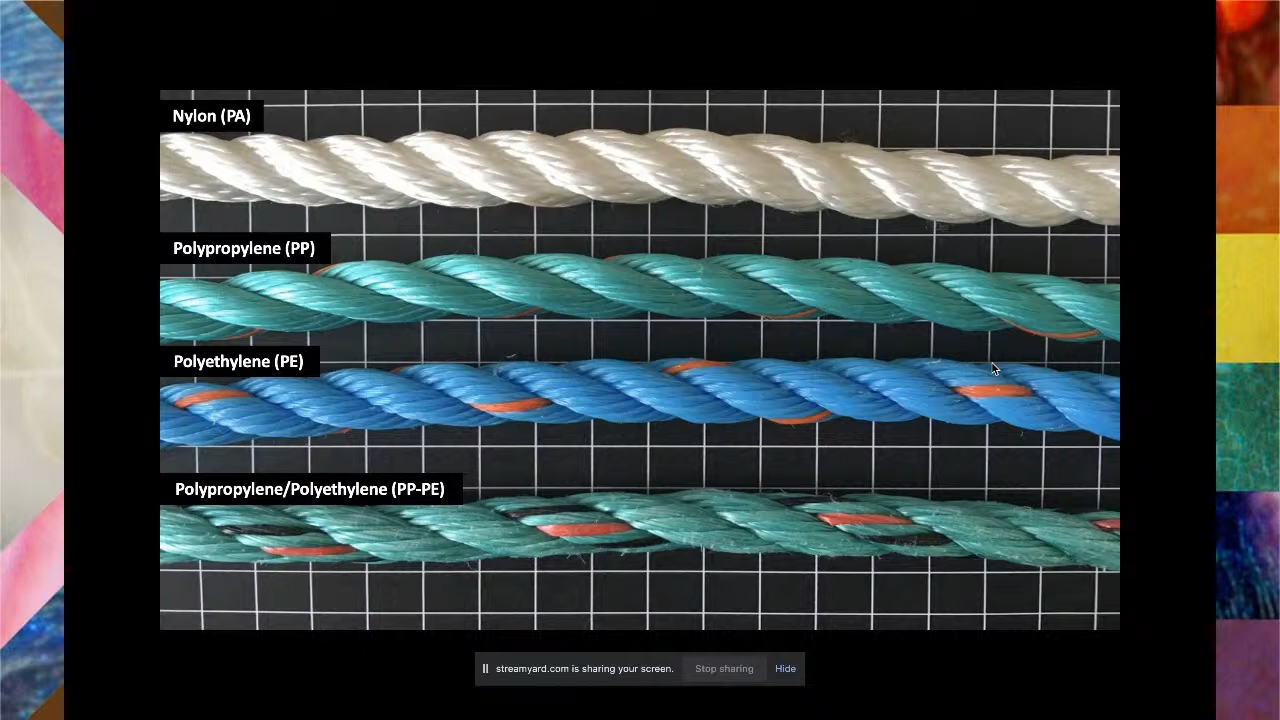 Nylon (PA)
Polypropylene (PP)
Polyethylene (PE)
Polypropylene/Polyethylene (PP-PE)
streamyard.com is sharing your screen. Stop sharing Hide